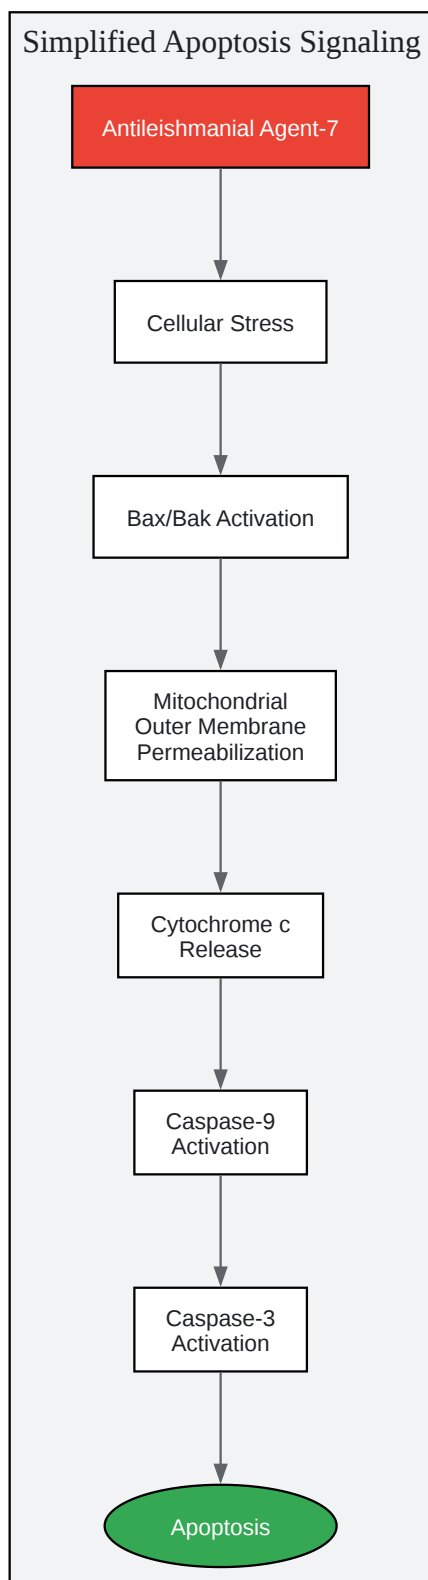 Simplified Apoptosis Signaling
Antileishmanial Agent-7
Cellular Stress
Bax/Bak Activation
Mitochondrial
Outer Membrane
Permeabilization
Cytochrome c
Release
Caspase-9
Activation
Caspase-3
Activation
Apoptosis